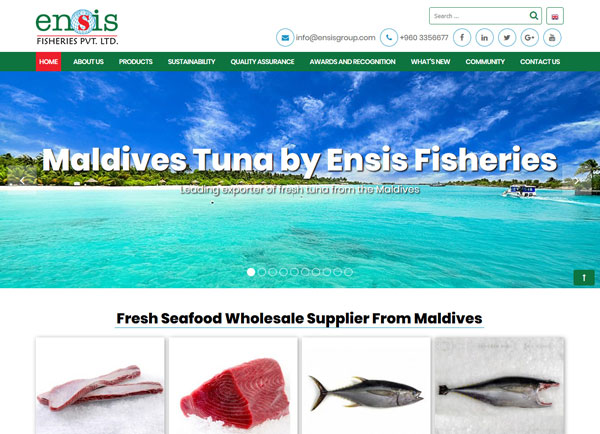 ensis
FISHERIES PVT. LTD.
Search ...
info@ensisgroup.com +960 3356677 f in t G+
HOME ABOUT US PRODUCTS SUSTAINABILITY QUALITY ASSURANCE AWARDS AND RECOGNITION WHAT'S NEW COMMUNITY CONTACT US
Maldives Tuna by Ensis Fisheries
Leading exporter of fresh tuna from the Maldives
Fresh Seafood Wholesale Supplier From Maldives